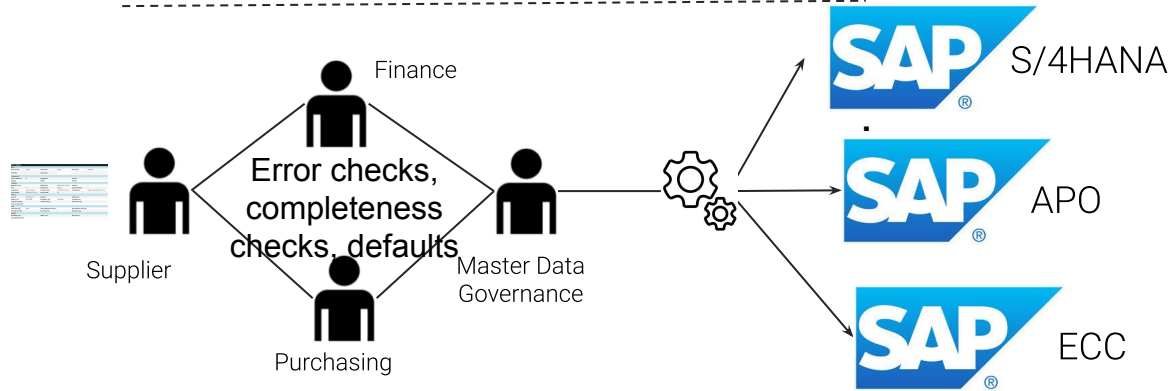 SAP
®
S/4HANA
Finance
Error checks,
completeness
checks, defaults
SAP
®
APO
Supplier
Master Data
Governance
Purchasing
SAP
®
ECC